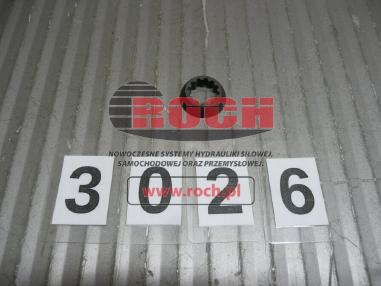 ROCH
NOWOCZESNE SYSTEMY HYDRAULIKI SIŁOWEJ,
SAMOCHODOWEJ ORAZ PRZEMYSŁOWEJ.
3 0 2 6
www.roch.pl